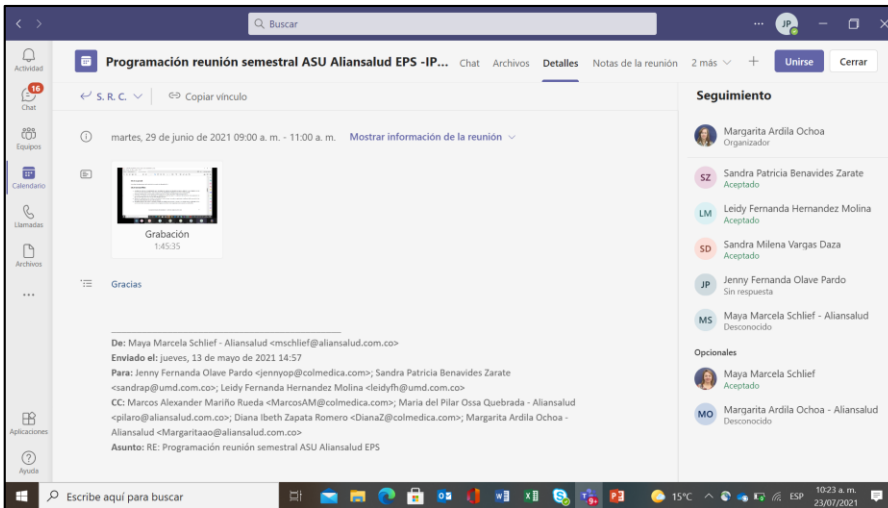 Buscar
JP
Programación reunión semestral ASU Aliansalud EPS -IP... Chat Archivos Detalles Notas de la reunión 2 más Unirse Cerrar
Actividad
16
Chat
Equipos
Calendario
Llamadas
Archivos
Aplicaciones
Ayuda
S. R. C. Copiar vínculo
martes, 29 de junio de 2021 09:00 a. m. - 11:00 a. m. Mostrar información de la reunión
Grabación
1:45:35
Gracias
De: Maya Marcela Schlief - Aliansalud <mschlief@aliansalud.com.co>
Enviado el: jueves, 13 de mayo de 2021 14:57
Para: Jenny Fernanda Olave Pardo <jennyop@colmedica.com>; Sandra Patricia Benavides Zarate
<sandrap@umd.com.co>; Leidy Fernanda Hernandez Molina <leidyfh@umd.com.co>
CC: Marcos Alexander Mariño Rueda <MarcosAM@colmedica.com>; Maria del Pilar Ossa Quebrada - Aliansalud
<pilaro@aliansalud.com.co>; Diana Ibeth Zapata Romero <DianaZ@colmedica.com>; Margarita Ardila Ochoa -
Aliansalud <Margaritaao@aliansalud.com.co>
Asunto: RE: Programación reunión semestral ASU Aliansalud EPS
Seguimiento
Margarita Ardila Ochoa
Organizador
SZ Sandra Patricia Benavides Zarate
Aceptado
LM Leidy Fernanda Hernandez Molina
Aceptado
SD Sandra Milena Vargas Daza
Aceptado
JP Jenny Fernanda Olave Pardo
Sin respuesta
MS Maya Marcela Schlief - Aliansalud
Desconocido
Opcionales
Maya Marcela Schlief
Aceptado
MO Margarita Ardila Ochoa - Aliansalud
Desconocido
Escribe aquí para buscar
9+
15°C ESP 10:23 a. m.
23/07/2021